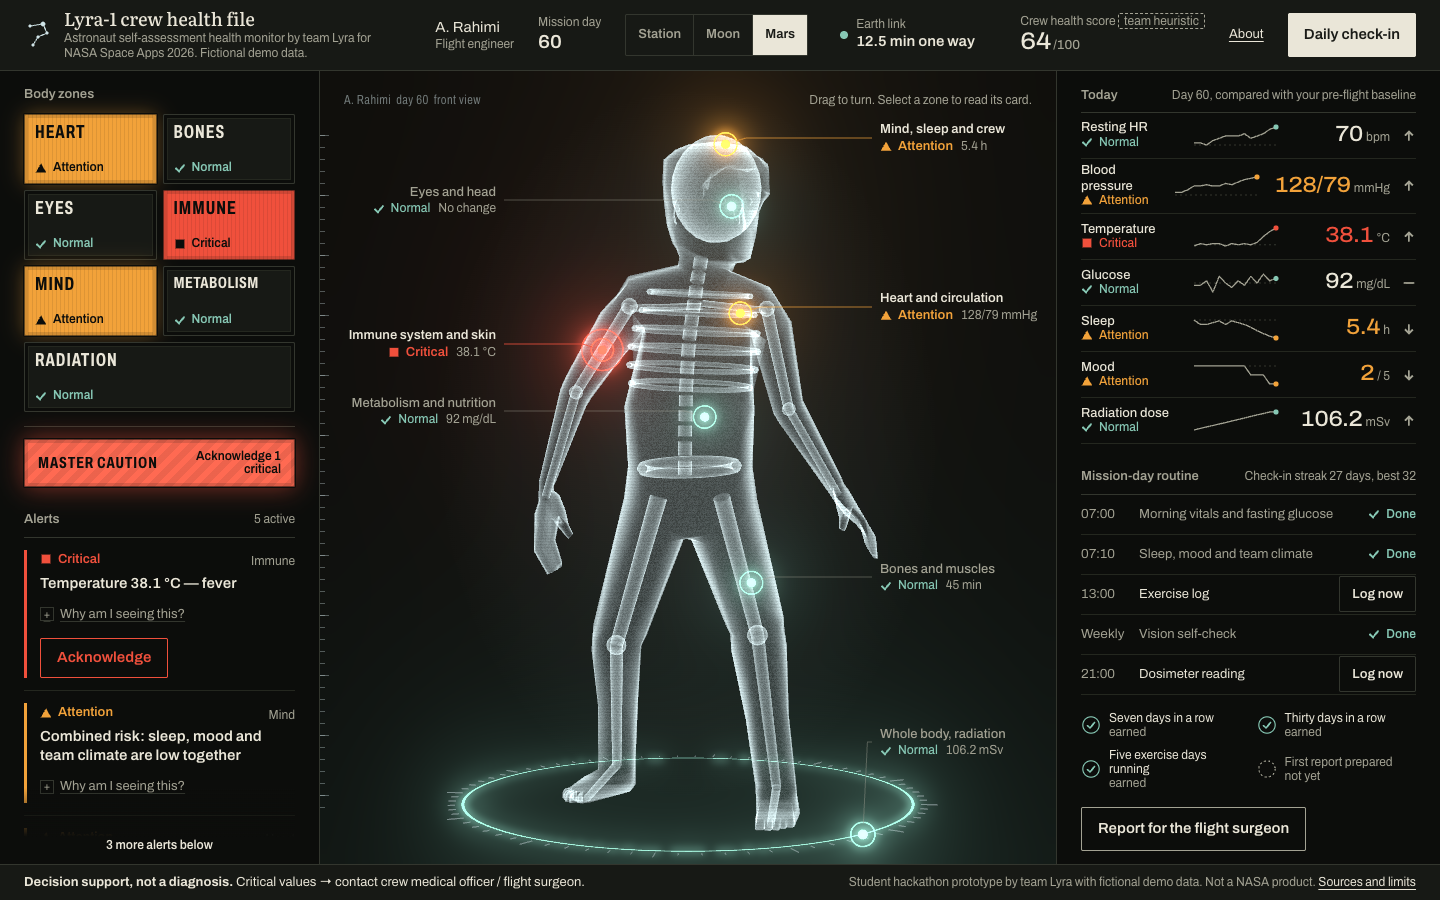 Lyra-1 crew health file
Astronaut self-assessment health monitor by team Lyra for
NASA Space Apps 2026. Fictional demo data.
A. Rahimi
Flight engineer
Mission day
60
Station
Moon
Mars
Earth link
12.5 min one way
Crew health score team heuristic
64/100
About
Daily check-in
Body zones
HEART
Attention
BONES
Normal
EYES
Normal
IMMUNE
Critical
MIND
Attention
METABOLISM
Normal
RADIATION
Normal
MASTER CAUTION
Acknowledge 1
critical
Alerts
5 active
Critical
Immune
Temperature 38.1 °C — fever
+ Why am I seeing this?
Acknowledge
Attention
Mind
Combined risk: sleep, mood and
team climate are low together
+ Why am I seeing this?
3 more alerts below
A. Rahimi day 60 front view
Drag to turn. Select a zone to read its card.
Mind, sleep and crew
Attention 5.4 h
Eyes and head
Normal No change
Heart and circulation
Attention 128/79 mmHg
Immune system and skin
Critical 38.1 °C
Metabolism and nutrition
Normal 92 mg/dL
Bones and muscles
Normal 45 min
Whole body, radiation
Normal 106.2 mSv
Today
Day 60, compared with your pre-flight baseline
Resting HR
Normal
70 bpm
Blood
pressure
Attention
128/79 mmHg
Temperature
Critical
38.1 °C
Glucose
Normal
92 mg/dL
Sleep
Attention
5.4 h
Mood
Attention
2 / 5
Radiation dose
Normal
106.2 mSv
Mission-day routine
Check-in streak 27 days, best 32
07:00 Morning vitals and fasting glucose Done
07:10 Sleep, mood and team climate Done
13:00 Exercise log Log now
Weekly Vision self-check Done
21:00 Dosimeter reading Log now
Seven days in a row
earned
Thirty days in a row
earned
Five exercise days
running
earned
First report prepared
not yet
Report for the flight surgeon
Decision support, not a diagnosis. Critical values → contact crew medical officer / flight surgeon.
Student hackathon prototype by team Lyra with fictional demo data. Not a NASA product. Sources and limits